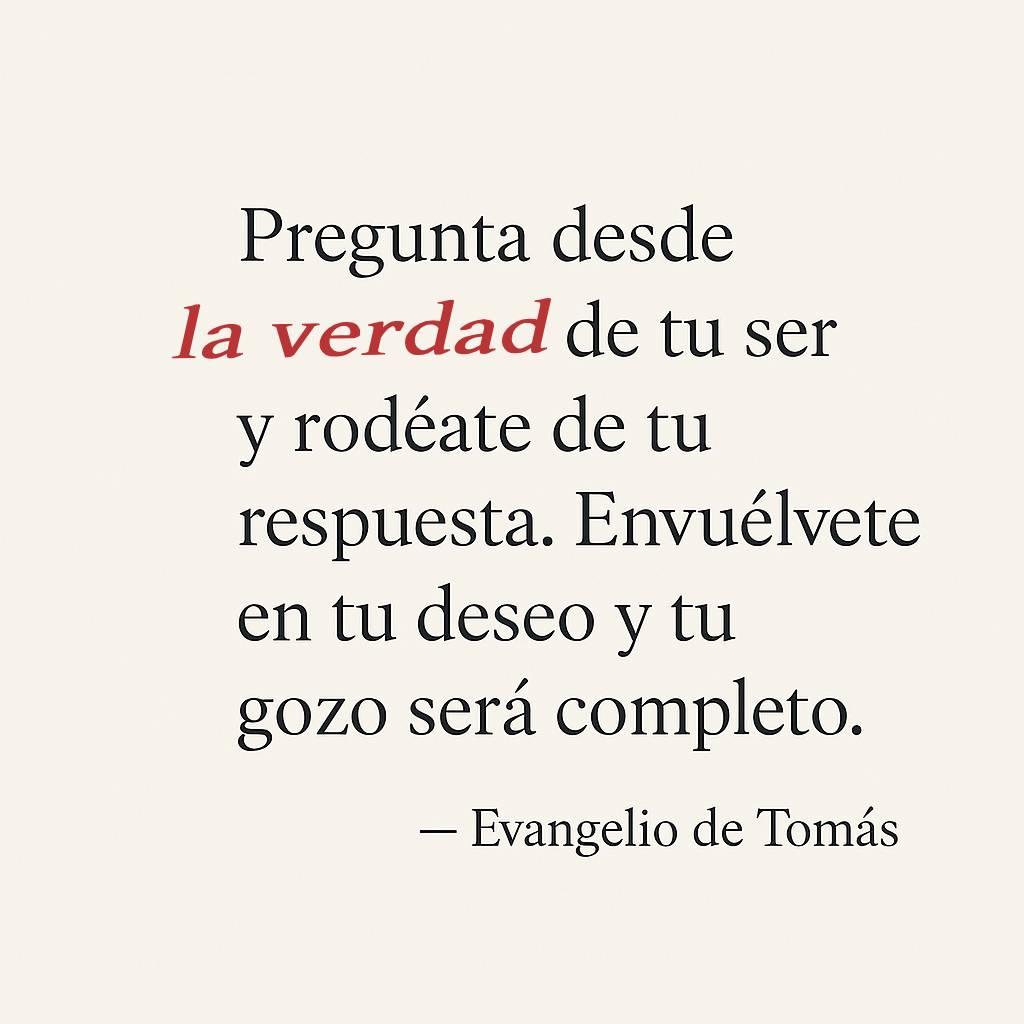 Pregunta desde
la verdad de tu ser
y rodéate de tu
respuesta. Envuélvete
en tu deseo y tu
gozo será completo.
— Evangelio de Tomás